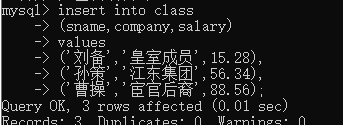 mysql> insert into class
    -> (sname,company,salary)
    -> values
    -> ('刘备','皇室成员',15.28),
    -> ('孙策','江东集团',56.34),
    -> ('曹操','宦官后裔',88.56);
Query OK, 3 rows affected (0.01 sec)
Records: 3  Duplicates: 0  Warnings: 0